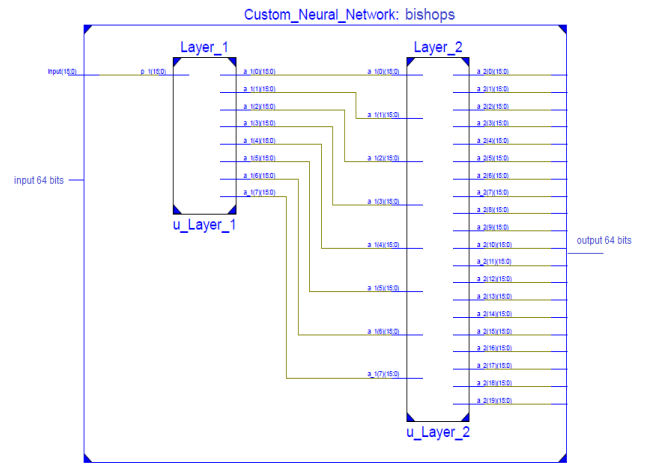 Custom_Neural_Network: bishops
Layer_1
Layer_2
Input(15:0)
p_1(15:0)
a_1(0)(15:0)
a_1(1)(15:0)
a_1(2)(15:0)
a_1(3)(15:0)
a_1(4)(15:0)
a_1(5)(15:0)
a_1(6)(15:0)
a_1(7)(15:0)
u_Layer_1
input 64 bits
a_1(0)(15:0)
a_1(1)(15:0)
a_1(2)(15:0)
a_1(3)(15:0)
a_1(4)(15:0)
a_1(5)(15:0)
a_1(6)(15:0)
a_1(7)(15:0)
a_2(0)(15:0)
a_2(1)(15:0)
a_2(2)(15:0)
a_2(3)(15:0)
a_2(4)(15:0)
a_2(5)(15:0)
a_2(6)(15:0)
a_2(7)(15:0)
a_2(8)(15:0)
a_2(9)(15:0)
a_2(10)(15:0)
a_2(11)(15:0)
a_2(12)(15:0)
a_2(13)(15:0)
a_2(14)(15:0)
a_2(15)(15:0)
a_2(16)(15:0)
a_2(17)(15:0)
a_2(18)(15:0)
a_2(19)(15:0)
u_Layer_2
output 64 bits